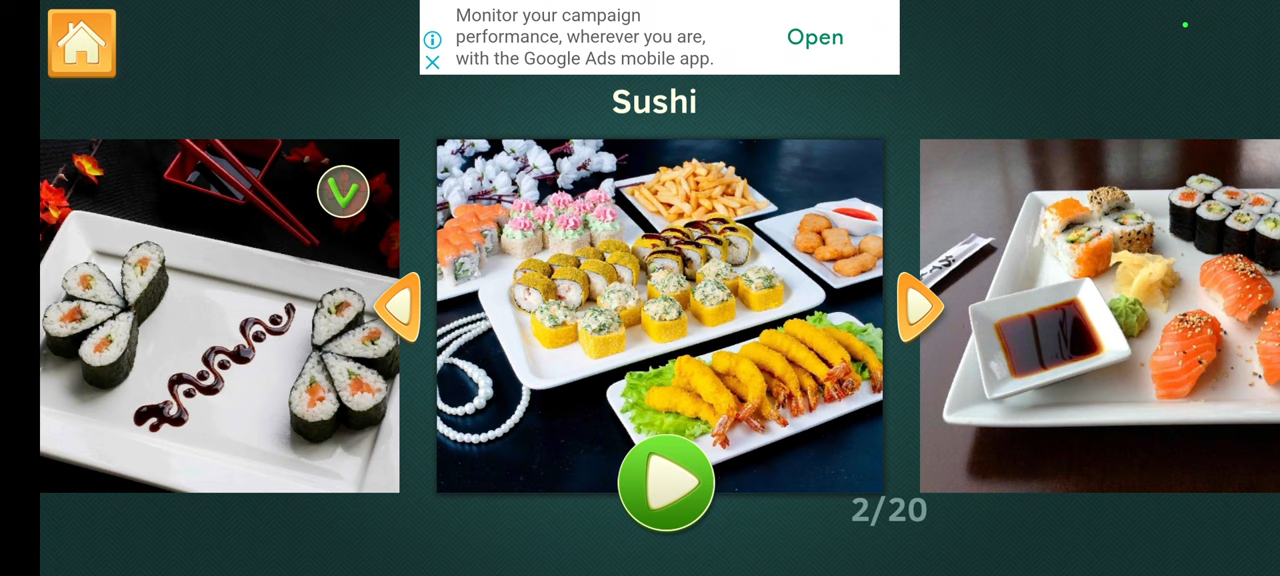 Monitor your campaign
performance, wherever you are,
with the Google Ads mobile app.
Open
Sushi
2/20